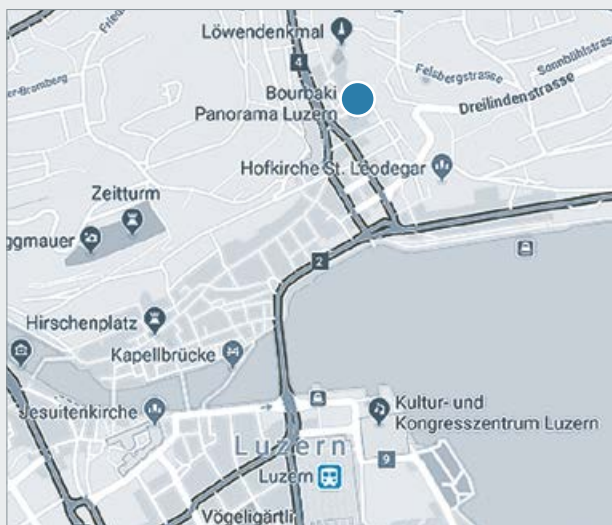 Löwendenkmal
4
Felsbergstrasse
Sonnbühlstrasse
Bourbaki
Panorama Luzern
Dreilindenstrasse
Hofkirche St. Leodegar
Zeitturm
ggmauer
2
Hirschenplatz
Kapellbrücke
Jesuitenkirche
Kultur- und
Kongresszentrum Luzern
Luzern
9
Luzern
Vögeligärtli